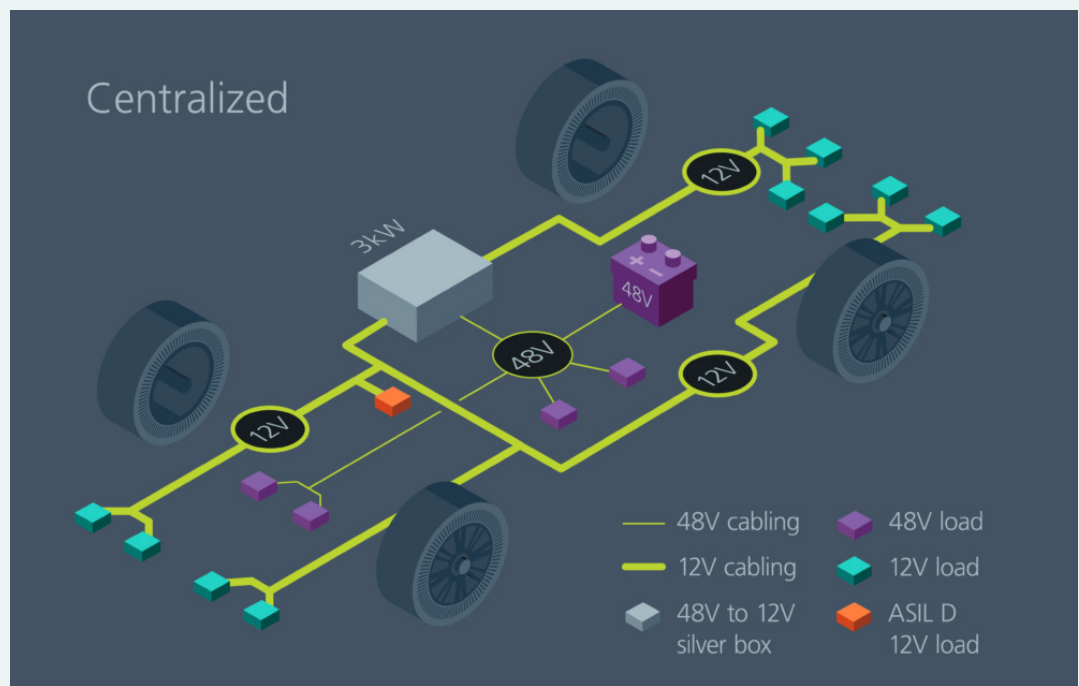 Centralized
3kW
12V
+ -
48V
48V
12V
12V
48V cabling
12V cabling
48V to 12V
silver box
48V load
12V load
ASIL D
12V load